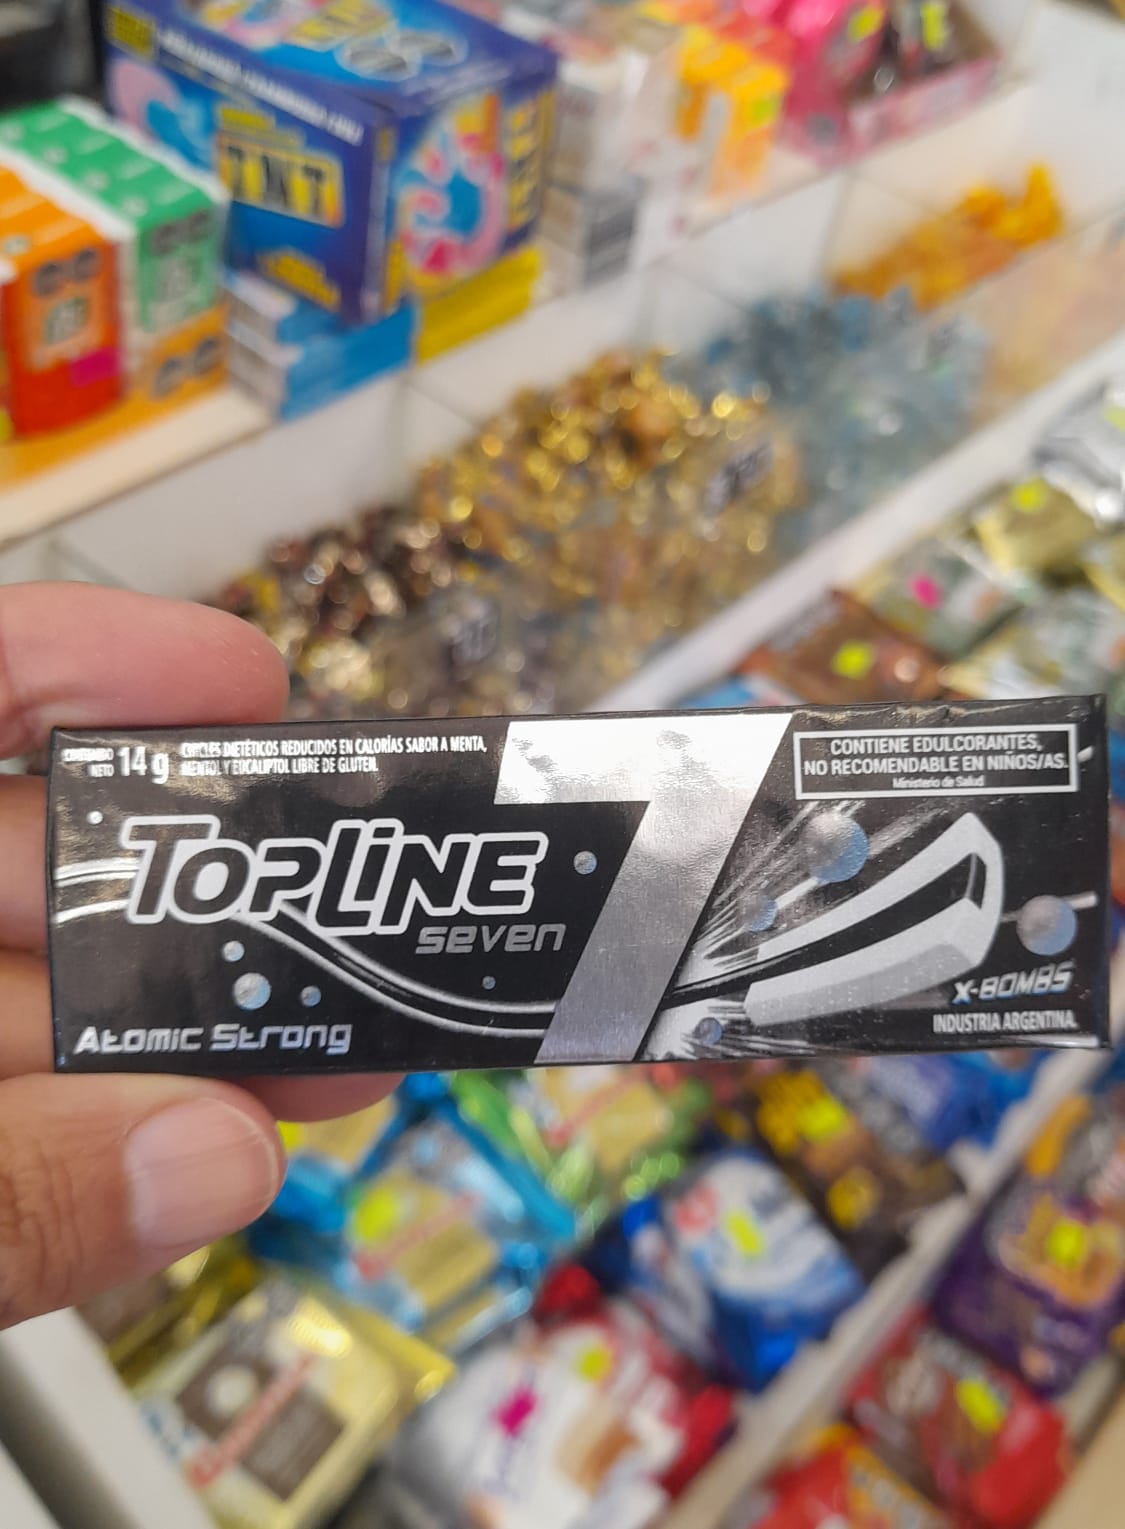 TNT
CONTENIDO
NETO 14 g
CHICLES DIETÉTICOS REDUCIDOS EN CALORÍAS SABOR A MENTA,
MENTOL Y EUCALIPTOL LIBRE DE GLUTEN.
7
CONTIENE EDULCORANTES,
NO RECOMENDABLE EN NIÑOS/AS.
Ministerio de Salud
TOPLINE
seven
X-BOMBS
Atomic Strong
INDUSTRIA ARGENTINA.